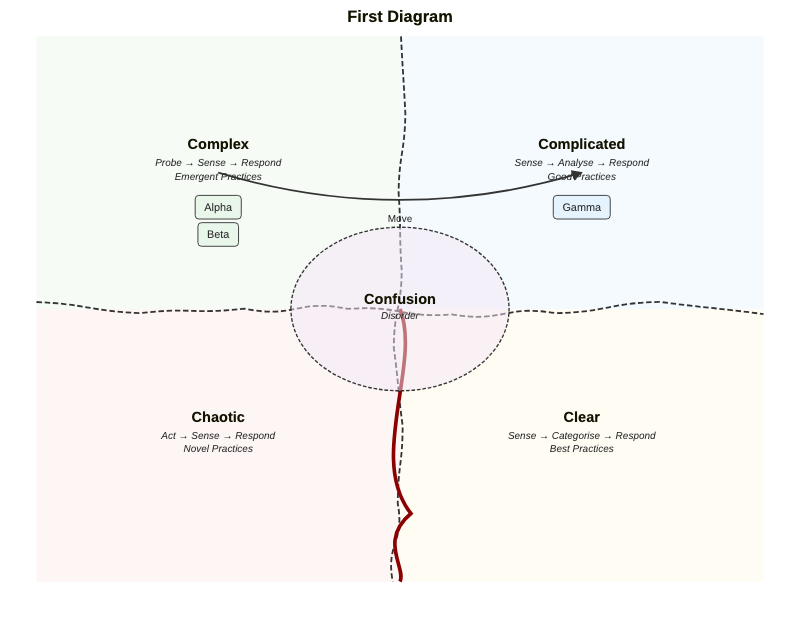 First Diagram
Complex
Probe → Sense → Respond
Emergent Practices
Alpha
Beta
Complicated
Sense → Analyse → Respond
Good Practices
Gamma
Move
Confusion
Disorder
Chaotic
Act → Sense → Respond
Novel Practices
Clear
Sense → Categorise → Respond
Best Practices